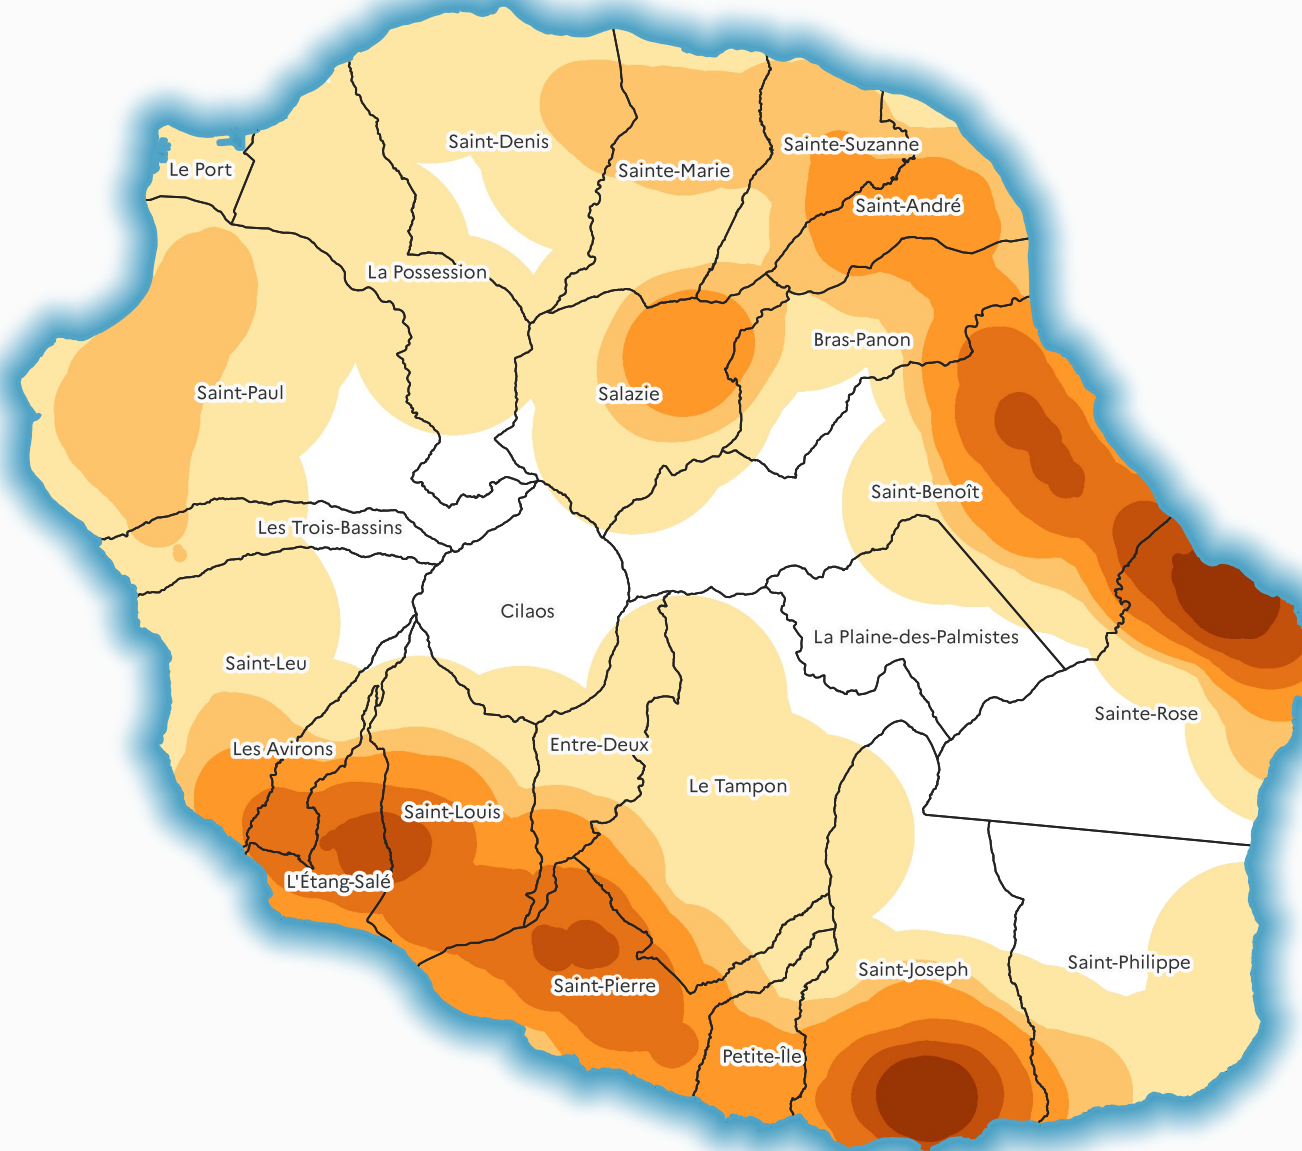 Saint-Denis
Sainte-Suzanne
Le Port
Sainte-Marie
Saint-André
La Possession
Bras-Panon
Saint-Paul
Salazie
Saint-Benoît
Les Trois-Bassins
Cilaos
La Plaine-des-Palmistes
Saint-Leu
Sainte-Rose
Les Avirons
Entre-Deux
Le Tampon
Saint-Louis
L'Étang-Salé
Saint-Joseph
Saint-Philippe
Saint-Pierre
Petite-Île